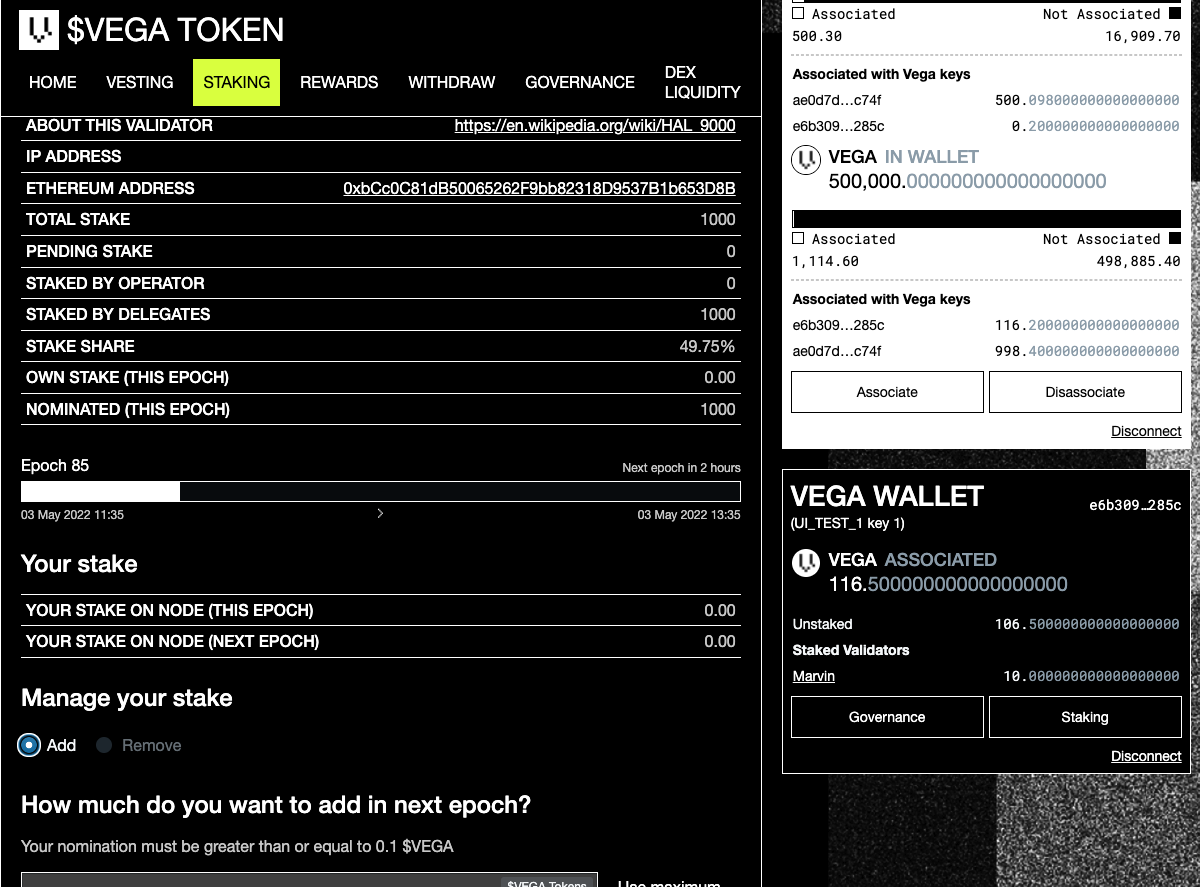 $VEGA TOKEN
HOME VESTING STAKING REWARDS WITHDRAW GOVERNANCE DEX LIQUIDITY
ABOUT THIS VALIDATOR https://en.wikipedia.org/wiki/HAL_9000
IP ADDRESS
ETHEREUM ADDRESS 0xbCc0C81dB50065262F9bb82318D9537B1b653D8B
TOTAL STAKE 1000
PENDING STAKE 0
STAKED BY OPERATOR 0
STAKED BY DELEGATES 1000
STAKE SHARE 49.75%
OWN STAKE (THIS EPOCH) 0.00
NOMINATED (THIS EPOCH) 1000
Epoch 85 Next epoch in 2 hours
03 May 2022 11:35 03 May 2022 13:35
Your stake
YOUR STAKE ON NODE (THIS EPOCH) 0.00
YOUR STAKE ON NODE (NEXT EPOCH) 0.00
Manage your stake
Add Remove
How much do you want to add in next epoch?
Your nomination must be greater than or equal to 0.1 $VEGA
$VEGA Tokens Use maximum
Associated Not Associated
500.30 16,909.70
Associated with Vega keys
ae0d7d…c74f 500.098000000000000000
e6b309…285c 0.200000000000000000
VEGA IN WALLET
500,000.000000000000000000
Associated Not Associated
1,114.60 498,885.40
Associated with Vega keys
e6b309…285c 116.200000000000000000
ae0d7d…c74f 998.400000000000000000
Associate Disassociate
Disconnect
VEGA WALLET e6b309…285c
(UI_TEST_1 key 1)
VEGA ASSOCIATED
116.500000000000000000
Unstaked 106.500000000000000000
Staked Validators
Marvin 10.000000000000000000
Governance Staking
Disconnect